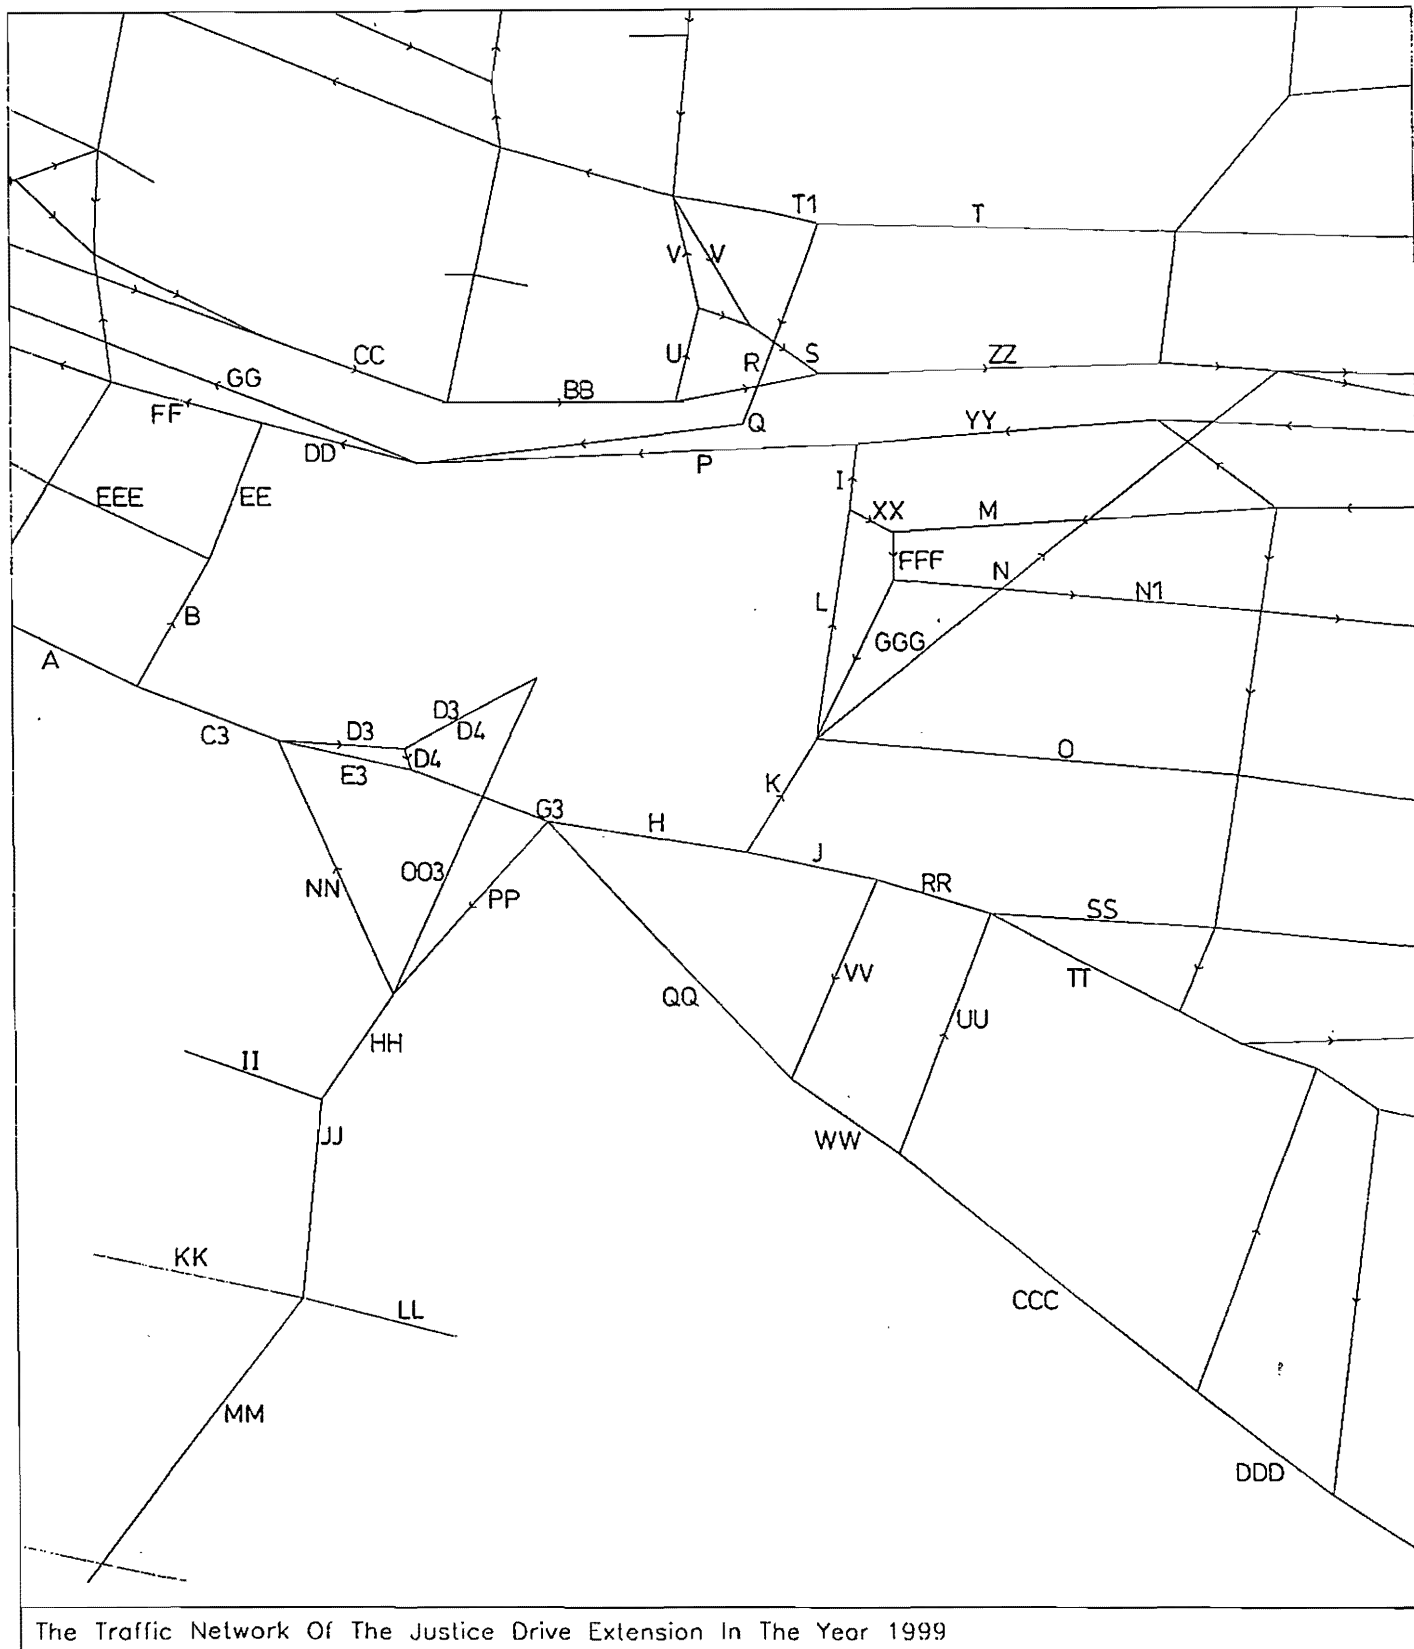 T1
T
V
V
U
R
S
ZZ
CC
GG
BB
FF
DD
Q
YY
P
I
EEE
EE
XX
M
FFF
N
N1
L
B
GGG
A
C3
D3
D3
D4
D4
E3
O
K
G3
H
J
NN
OO3
PP
RR
SS
QQ
VV
TT
UU
HH
II
JJ
WW
KK
LL
CCC
MM
DDD
?
The Traffic Network Of The Justice Drive Extension In The Year 1999